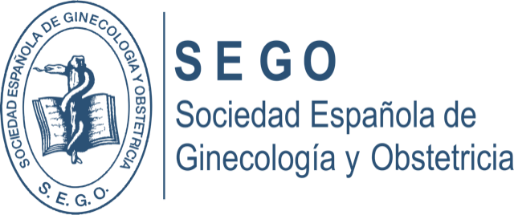 SOCIEDAD ESPAÑOLA DE GINECOLOGIA Y OBSTETRICIA
S. E. G. O.
SEGO
Sociedad Española de
Ginecología y Obstetricia